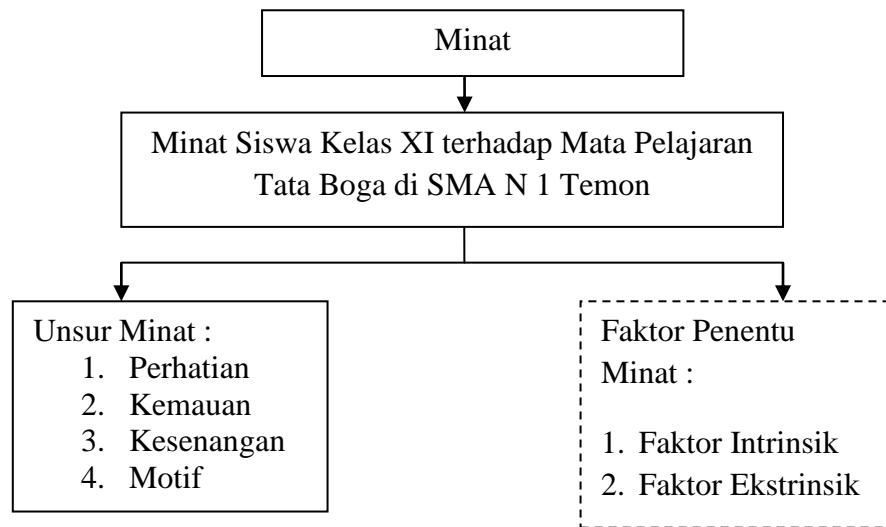 Minat
Minat Siswa Kelas XI terhadap Mata Pelajaran
Tata Boga di SMA N 1 Temon
Unsur Minat :
1. Perhatian
2. Kemauan
3. Kesenangan
4. Motif
Faktor Penentu
Minat :
1. Faktor Intrinsik
2. Faktor Ekstrinsik